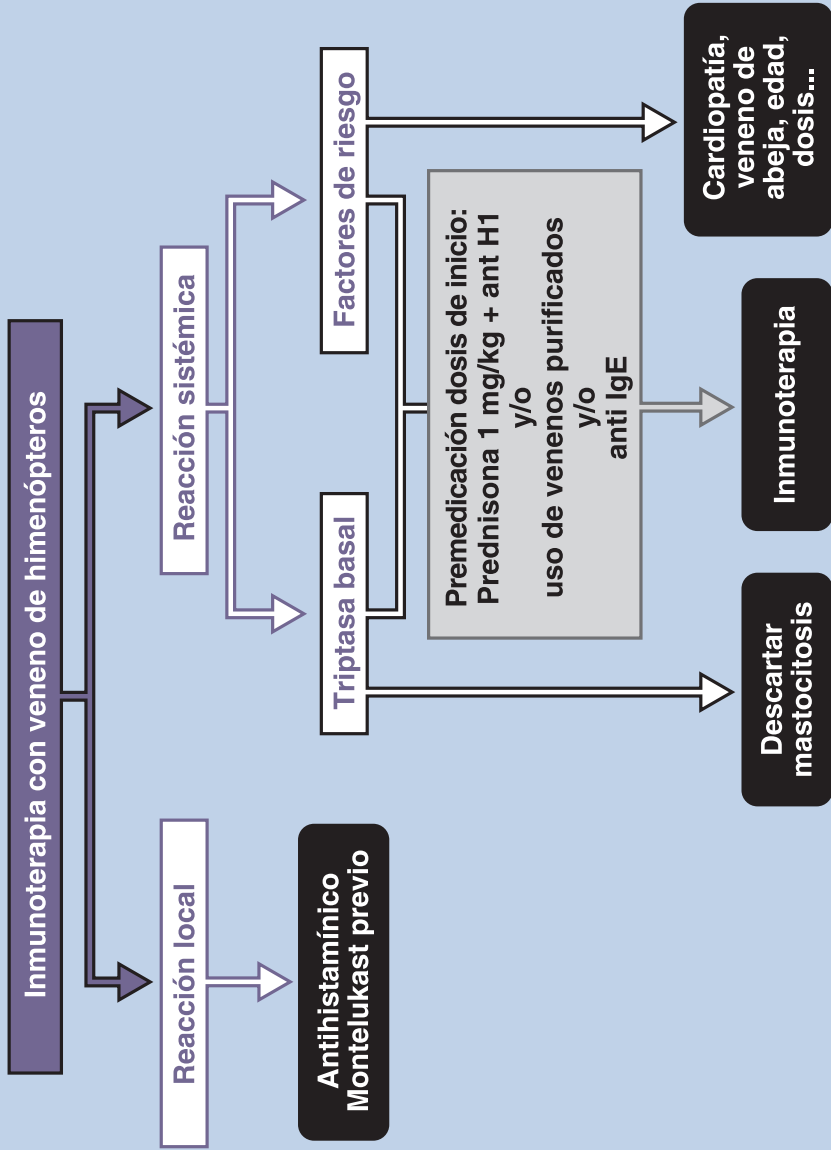 Inmunoterapia con veneno de himenópteros
Reacción local
Reacción sistémica
Antihistamínico
Montelukast previo
Triptasa basal
Factores de riesgo
Premedicación dosis de inicio:
Prednisona 1 mg/kg + ant H1
y/o
uso de venenos purificados
y/o
anti IgE
Descartar
mastocitosis
Inmunoterapia
Cardiopatía,
veneno de
abeja, edad,
dosis...